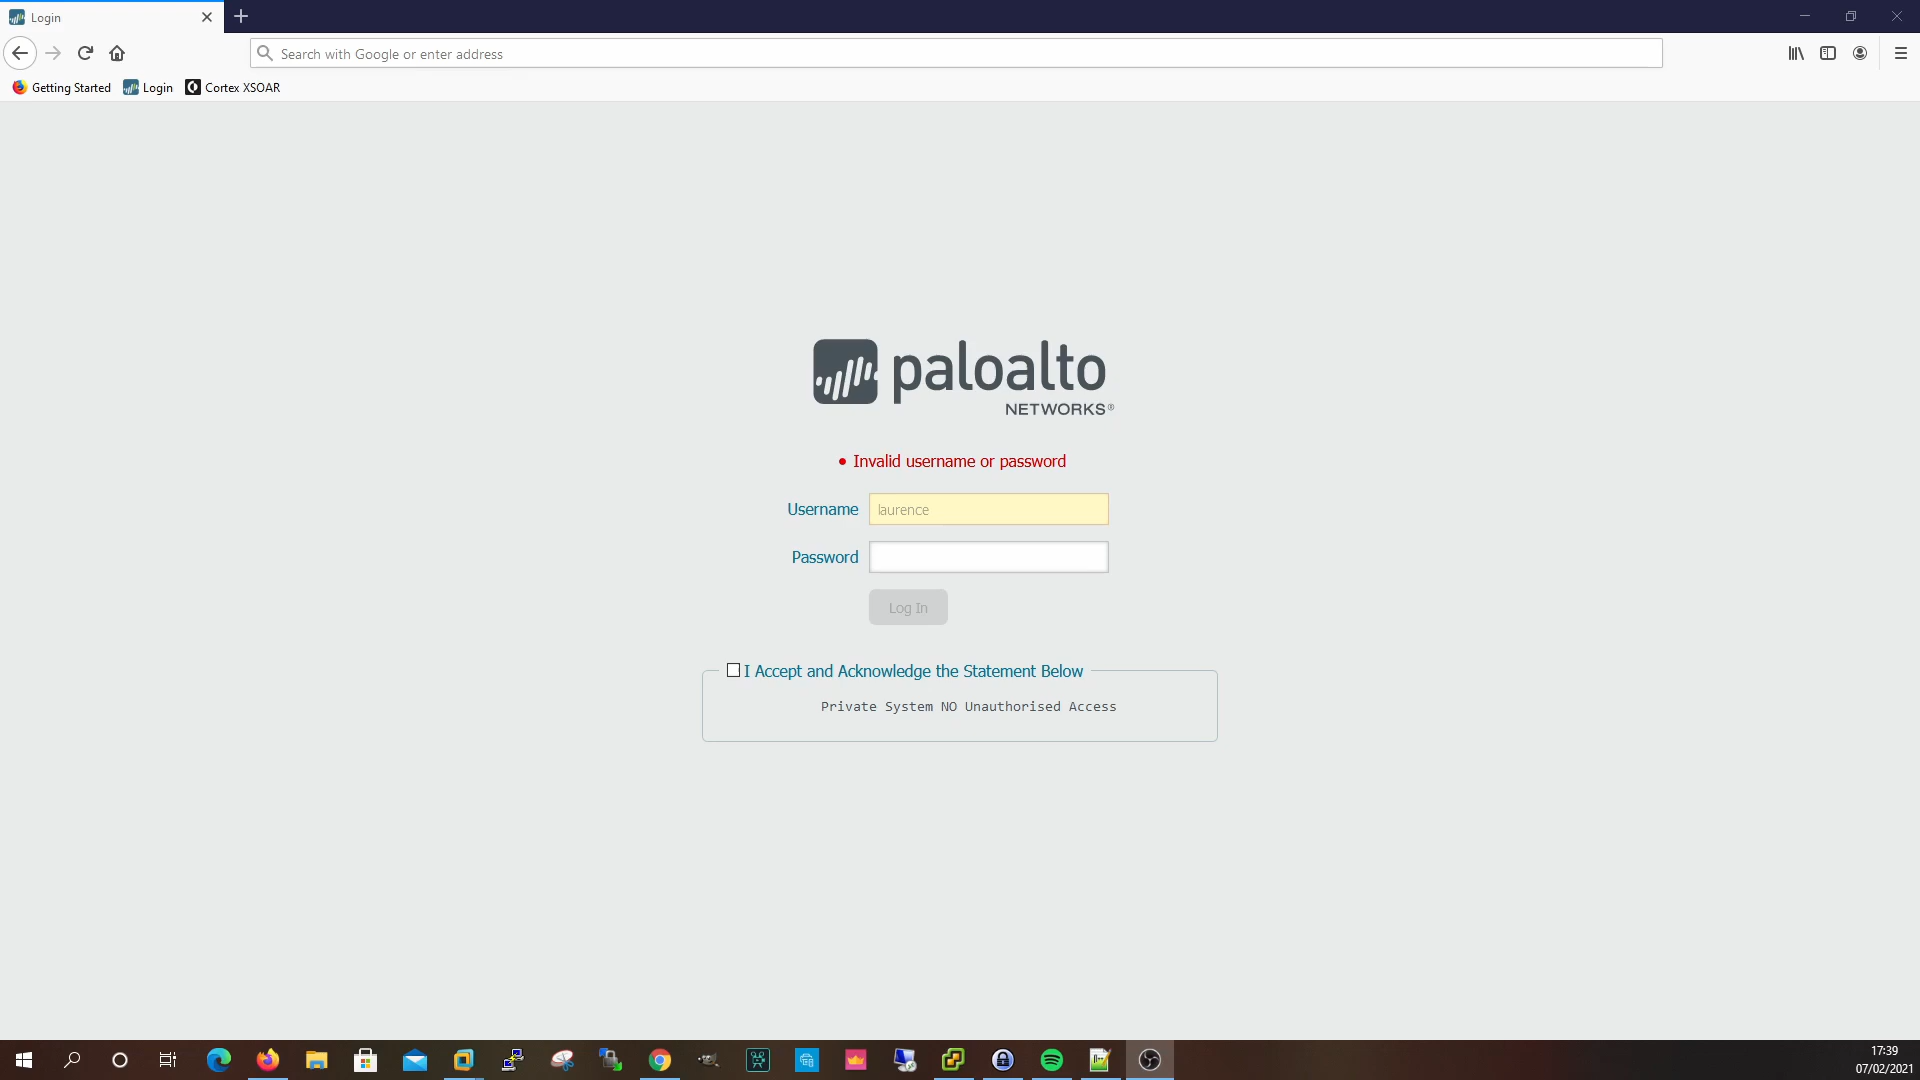 Login
Search with Google or enter address
Getting Started
Login
Cortex XSOAR
paloalto
NETWORKS®
• Invalid username or password
Username
laurence
Password
Log In
I Accept and Acknowledge the Statement Below
Private System NO Unauthorised Access
17:39
07/02/2021